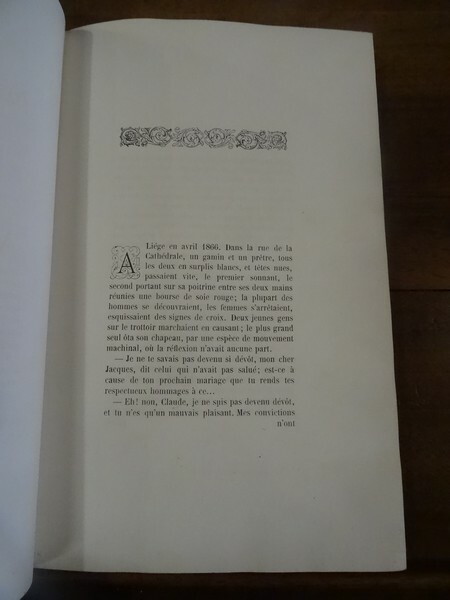 A Liége en avril 1866. Dans la rue de la
Cathédrale, un gamin et un prêtre, tous
les deux en surplis blancs, et têtes nues,
passaient vite, le premier sonnant, le
second portant sur sa poitrine entre ses deux mains
réunies une bourse de soie rouge; la plupart des
hommes se découvraient, les femmes s'arrêtaient,
esquissaient des signes de croix. Deux jeunes gens
sur le trottoir marchaient en causant; le plus grand
seul ôta son chapeau, par une espèce de mouvement
machinal, où la réflexion n'avait aucune part.
— Je ne te savais pas devenu si dévôt, mon cher
Jacques, dit celui qui n'avait pas salué; est-ce à
cause de ton prochain mariage que tu rends tes
respectueux hommages à ce...
— Eh! non, Claude, je ne spis pas devenu dévôt,
et tu n'es qu'un mauvais plaisant. Mes convictions
n'ont